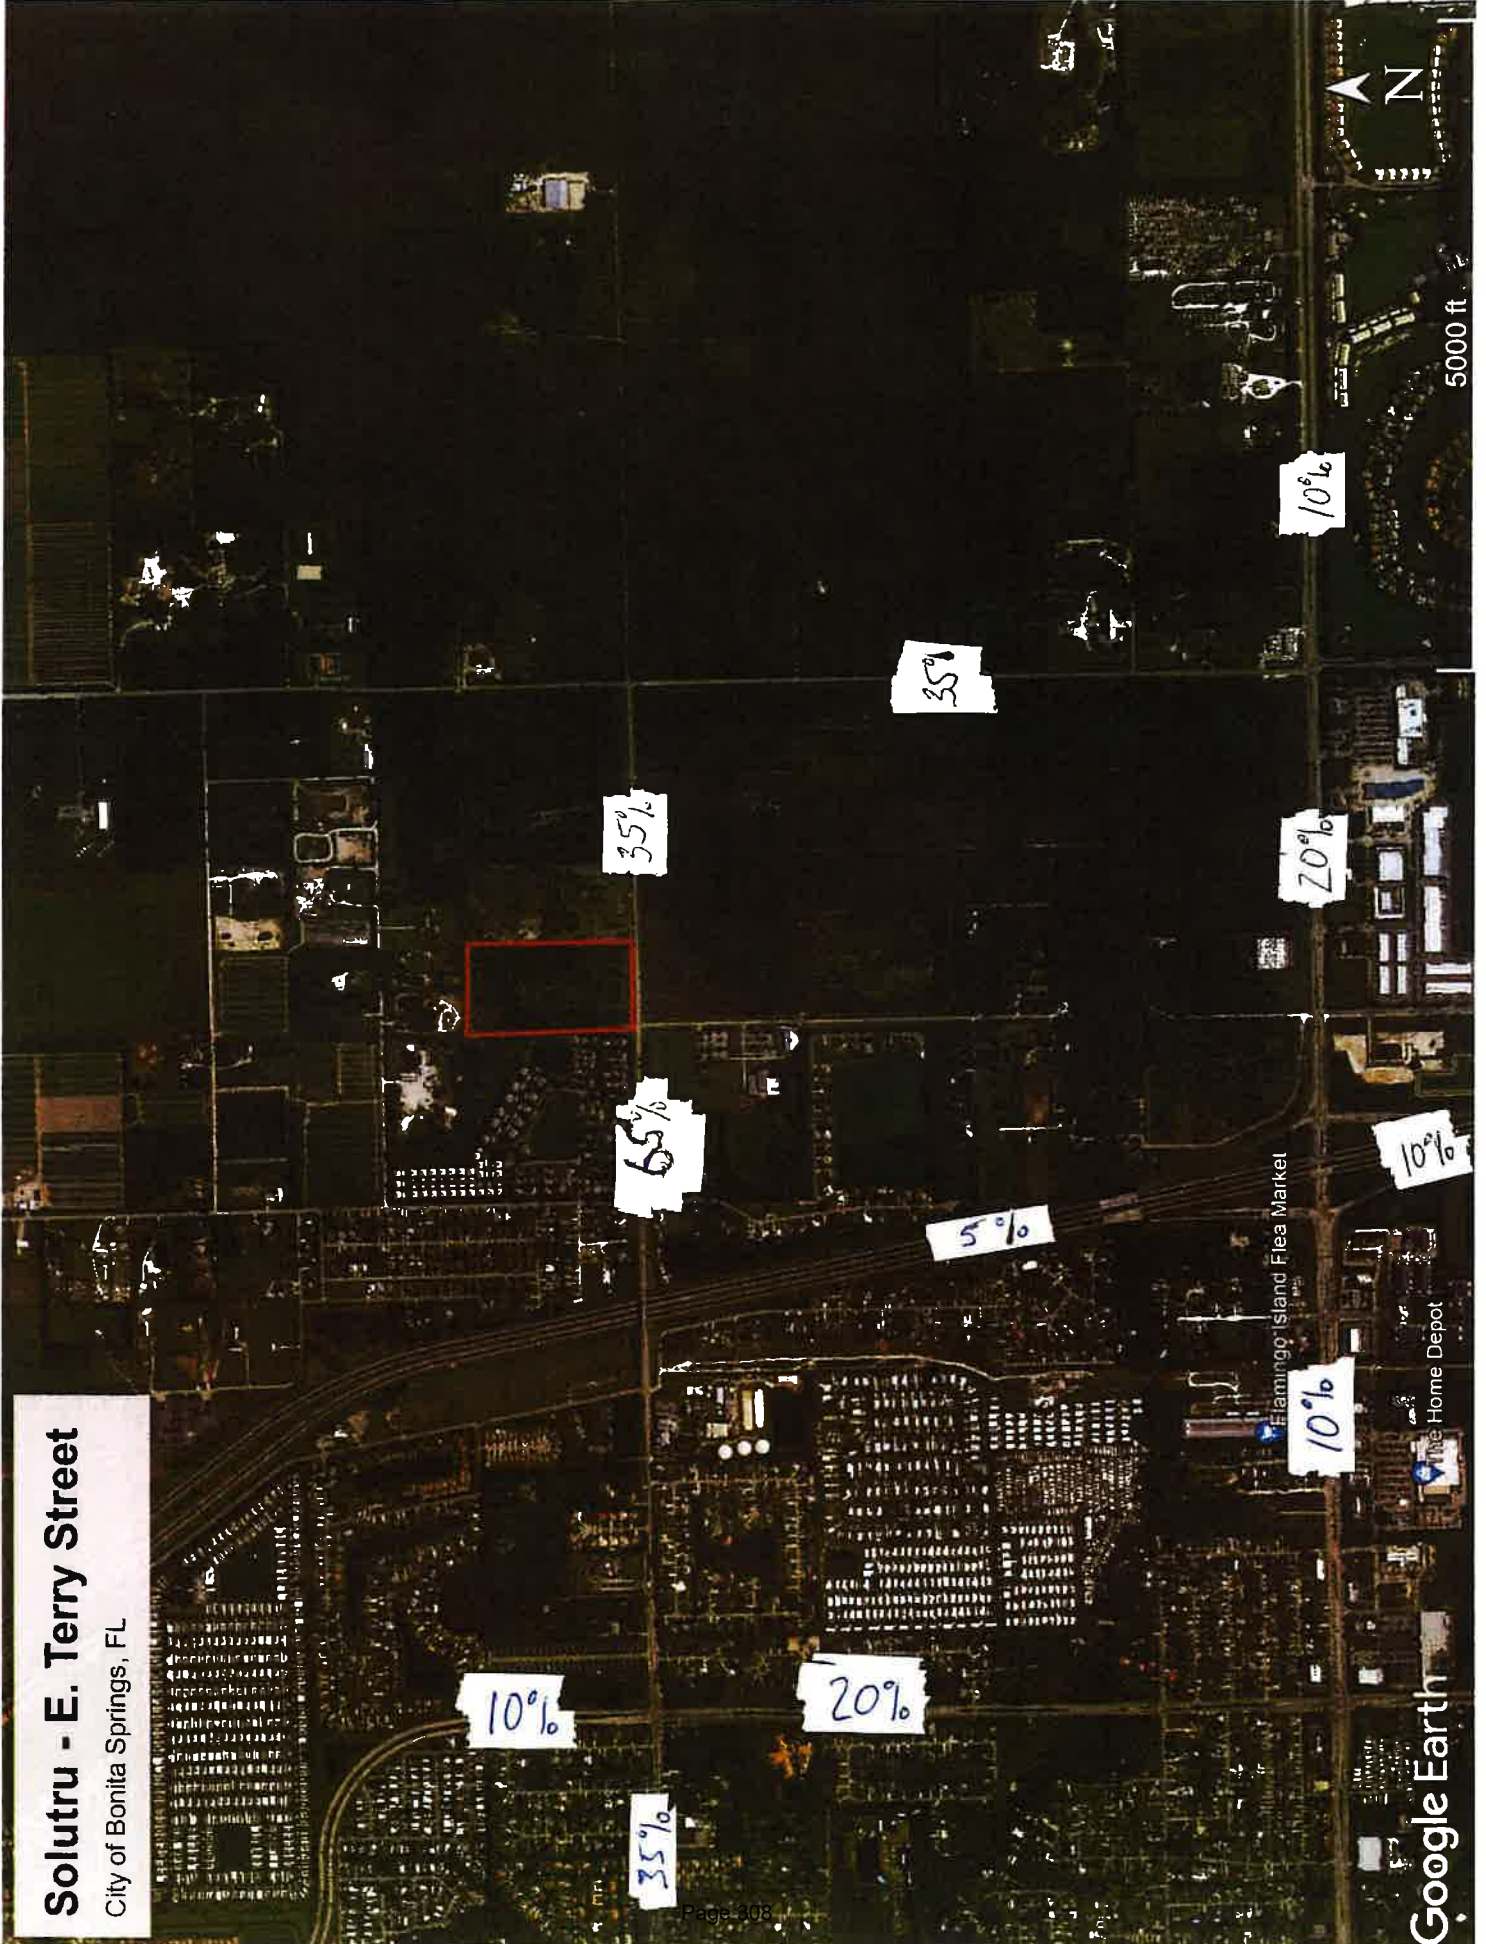 Solutru - E. Terry Street
City of Bonita Springs, FL
10%
35%
65%
35%
20%
35%
5%
Flamingo Island Flea Market
10%
20%
10%
N
10%
The Home Depot
Google Earth
5000 ft
Page 308